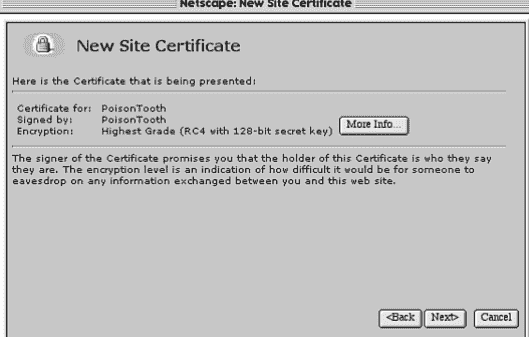 Netscape: New Site Certificate
New Site Certificate
Here is the Certificate that is being presented:
Certificate for: PoisonTooth
Signed by: PoisonTooth
Encryption: Highest Grade (RC4 with 128-bit secret key) More Info...
The signer of the Certificate promises you that the holder of this Certificate is who they say
they are. The encryption level is an indication of how difficult it would be for someone to
eavesdrop on any information exchanged between you and this web site.
<Back Next> Cancel